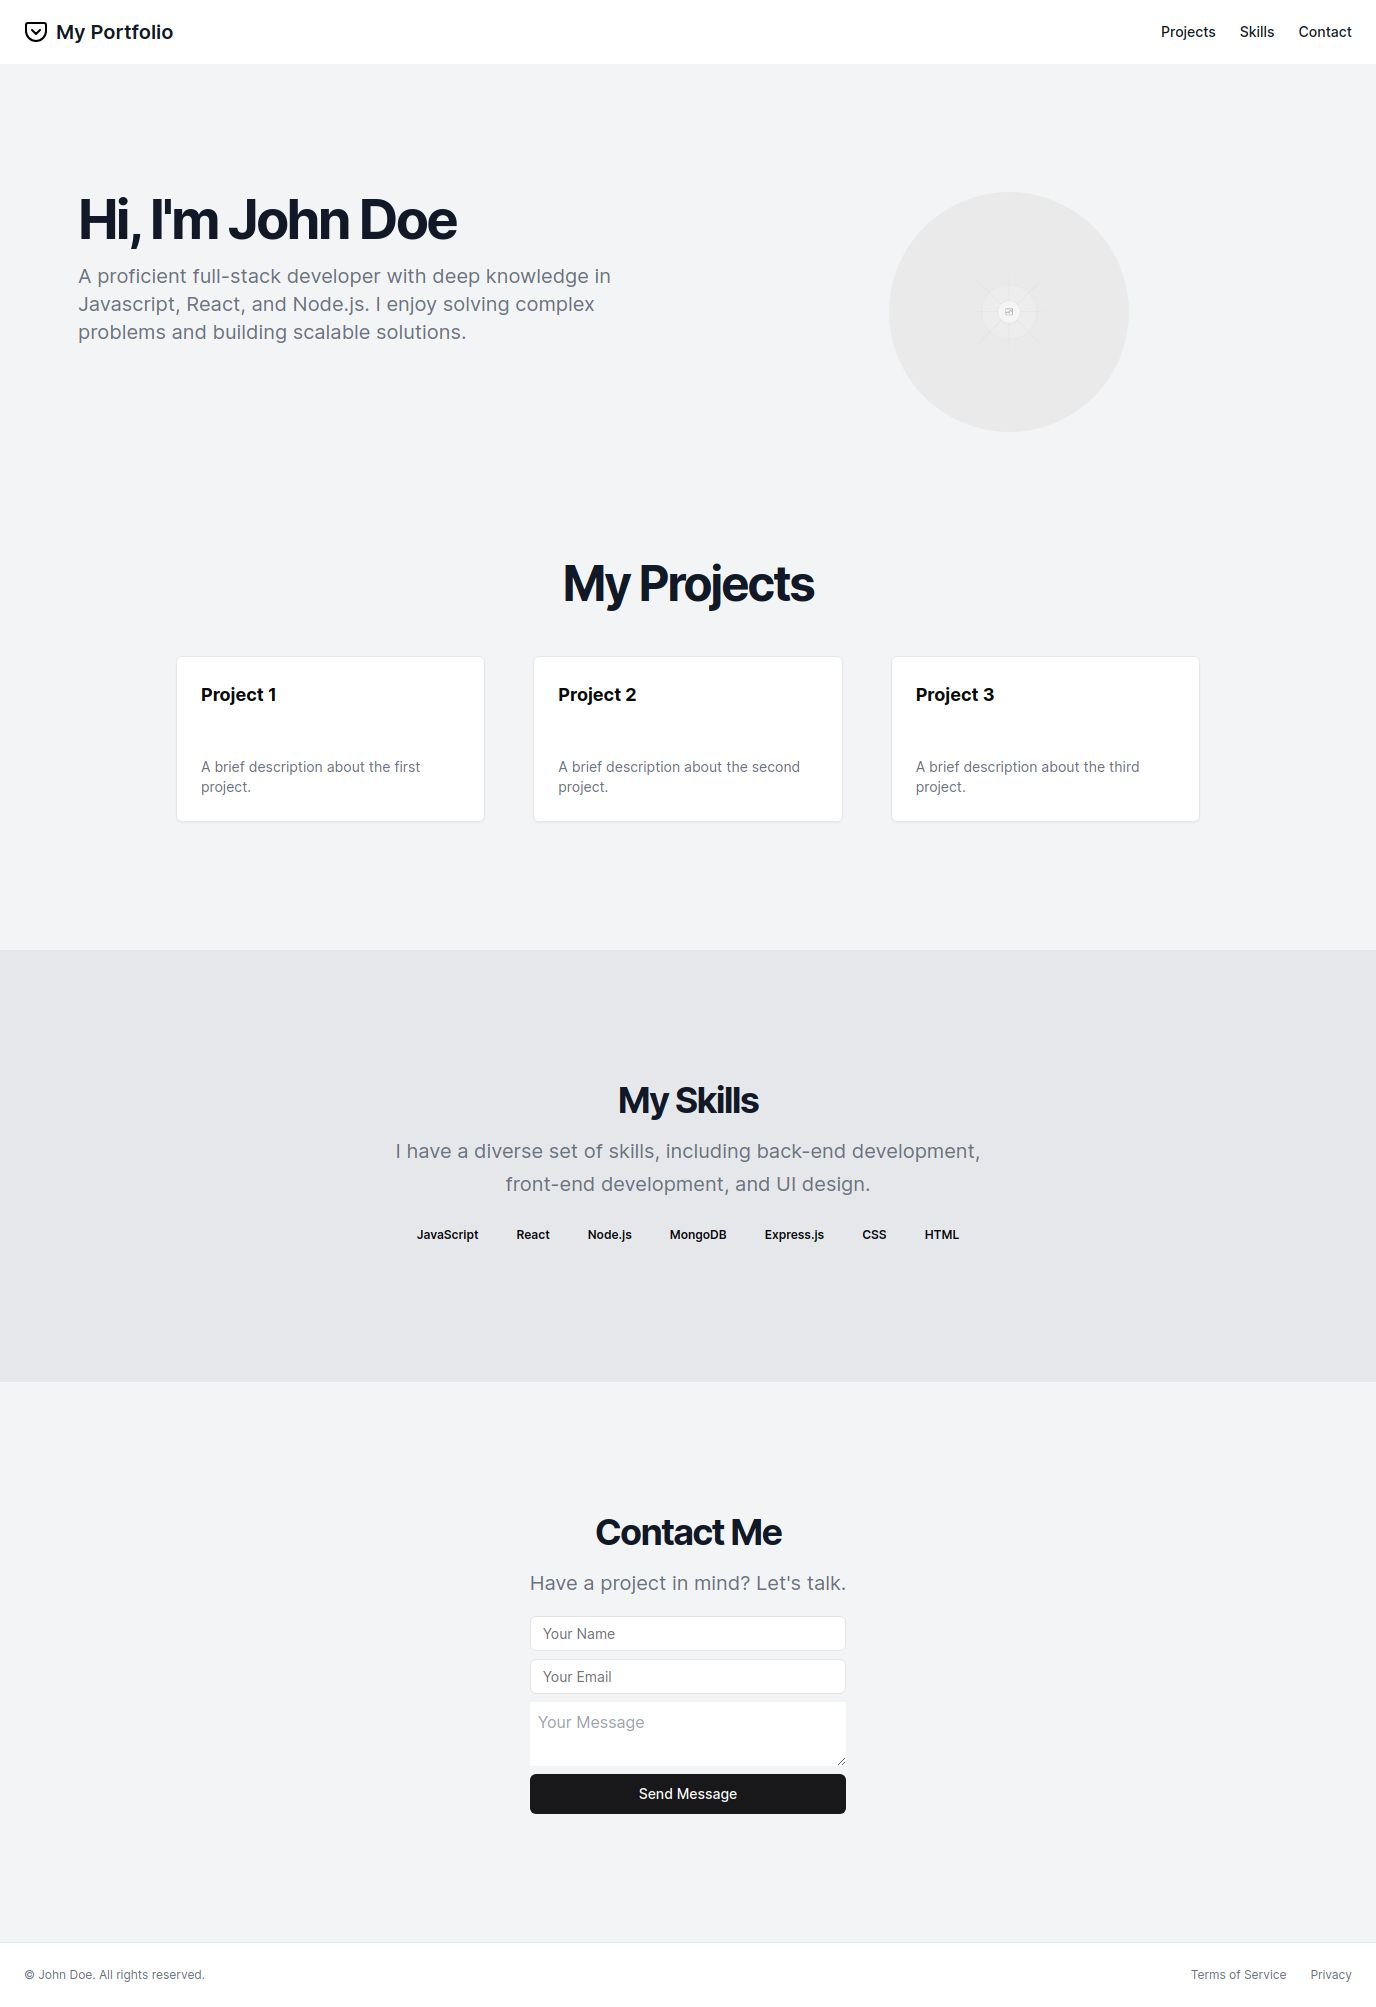 My Portfolio
Projects Skills Contact
Hi, I'm John Doe
A proficient full-stack developer with deep knowledge in
Javascript, React, and Node.js. I enjoy solving complex
problems and building scalable solutions.
My Projects
Project 1
A brief description about the first
project.
Project 2
A brief description about the second
project.
Project 3
A brief description about the third
project.
My Skills
I have a diverse set of skills, including back-end development,
front-end development, and UI design.
JavaScript React Node.js MongoDB Express.js CSS HTML
Contact Me
Have a project in mind? Let's talk.
Your Name
Your Email
Your Message
Send Message
© John Doe. All rights reserved.
Terms of Service Privacy